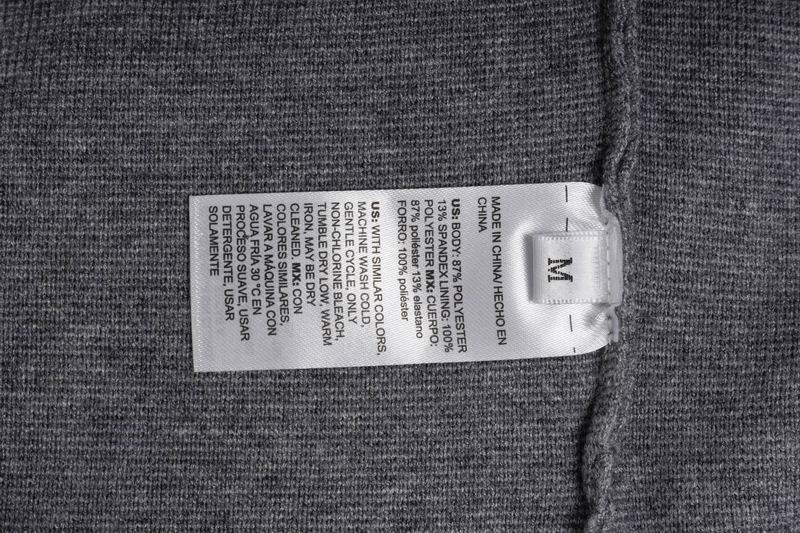 M
MADE IN CHINA/ HECHO EN
CHINA
US: BODY: 87% POLYESTER
13% SPANDEX LINING: 100%
POLYESTER MX: CUERPO:
87% poliéster 13% elastano
FORRO: 100% poliéster
US: WITH SIMILAR COLORS,
MACHINE WASH COLD,
GENTLE CYCLE, ONLY
NON-CHLORINE BLEACH,
TUMBLE DRY LOW, WARM
IRON, MAY BE DRY
CLEANED. MX: CON
COLORES SIMILARES,
LAVAR A MÁQUINA CON
AGUA FRÍA 30 °C EN
PROCESO SUAVE, USAR
DETERGENTE, USAR
SOLAMENTE